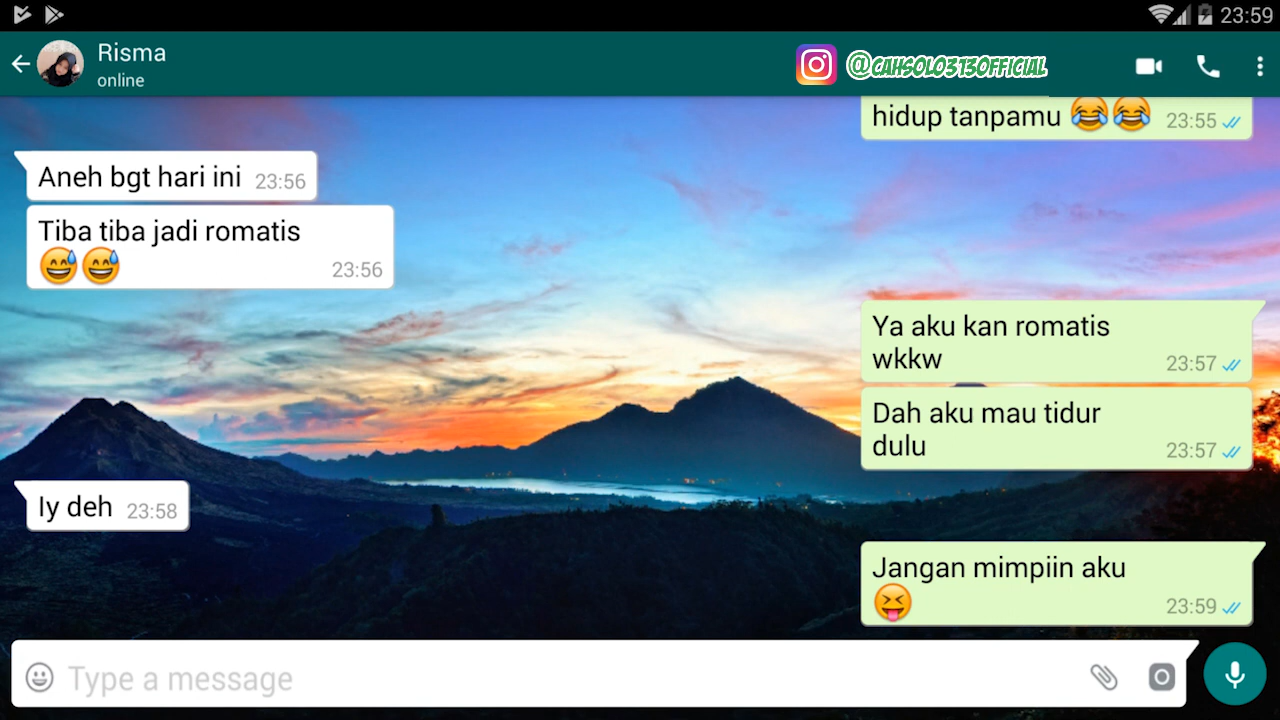 23:59
Risma
online
@CAHSOLO313OFFICIAL
hidup tanpamu 😂😂 23:55
Aneh bgt hari ini 23:56
Tiba tiba jadi romatis
😅😅 23:56
Ya aku kan romatis
wkkw 23:57
Dah aku mau tidur
dulu 23:57
Iy deh 23:58
Jangan mimpiin aku
😝 23:59
Type a message